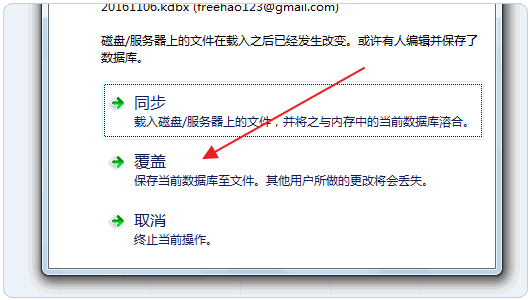 20161106.kdbx (freehao123@gmail.com)
磁盘/服务器上的文件在载入之后已经发生改变。或许有人编辑并保存了
数据库。
同步
载入磁盘/服务器上的文件，并将之与内存中的当前数据库溶合。
覆盖
保存当前数据库至文件。其他用户所做的更改将会丢失。
取消
终止当前操作。